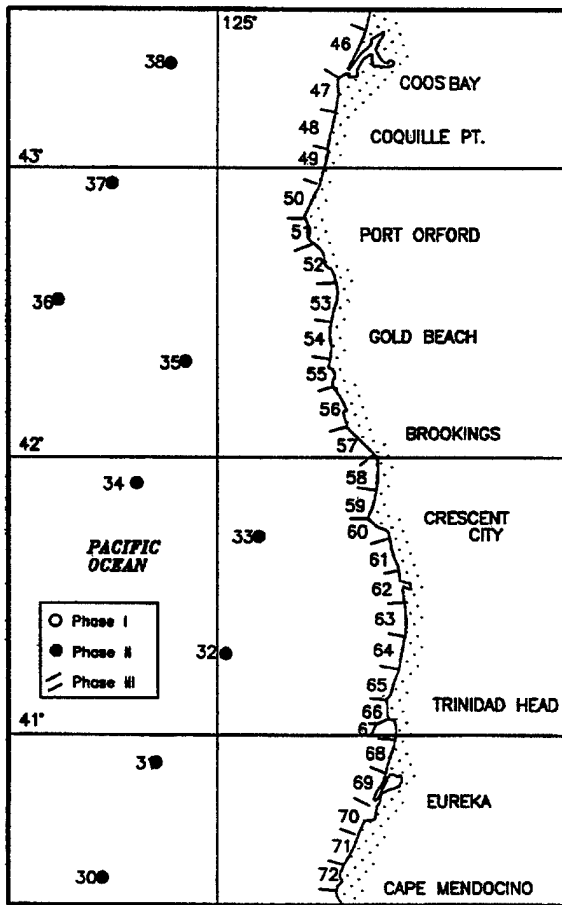 125°
46
38
COOS BAY
47
48
COQUILLE PT.
49
43°
37
50
PORT ORFORD
51
52
36
53
GOLD BEACH
54
35
55
56
BROOKINGS
57
42°
58
34
59
CRESCENT
CITY
33
60
PACIFIC
OCEAN
61
62
Phase I
63
Phase II
32
64
Phase III
65
TRINIDAD HEAD
66
41°
67
68
31
69
EUREKA
70
71
72
30
CAPE MENDOCINO